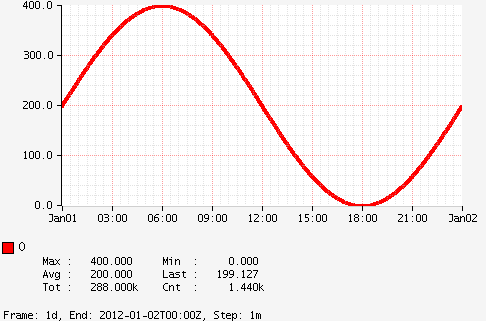 400.0
300.0
200.0
100.0
0.0
Jan01 03:00 06:00 09:00 12:00 15:00 18:00 21:00 Jan02
0
Max : 400.000 Min : 0.000
Avg : 200.000 Last : 199.127
Tot : 288.000k Cnt : 1.440k
Frame: 1d, End: 2012-01-02T00:00Z, Step: 1m